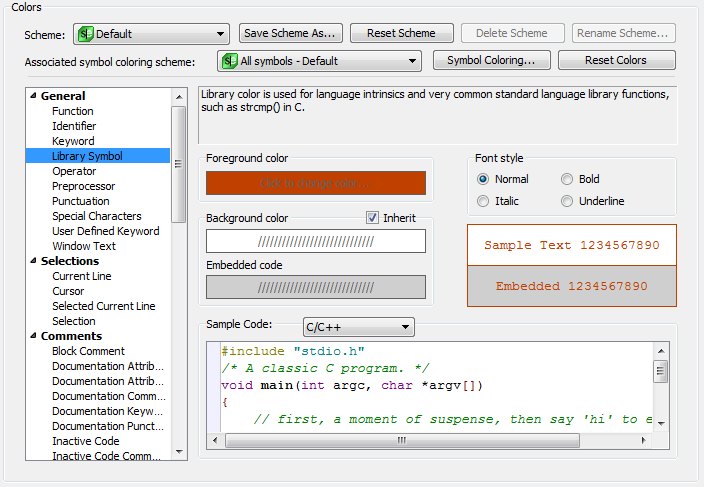 Colors
Scheme: Default Save Scheme As... Reset Scheme Delete Scheme Rename Scheme...
Associated symbol coloring scheme: All symbols - Default Symbol Coloring... Reset Colors
General
Function
Identifier
Keyword
Library Symbol
Operator
Preprocessor
Punctuation
Special Characters
User Defined Keyword
Window Text
Selections
Current Line
Cursor
Selected Current Line
Selection
Comments
Block Comment
Documentation Attrib...
Documentation Attrib...
Documentation Comm...
Documentation Keyw...
Documentation Punct...
Inactive Code
Inactive Code Comm...
Library color is used for language intrinsics and very common standard language library functions,
such as strcmp() in C.
Foreground color
Click to change color...
Background color Inherit
////////////////////////////
Embedded code
////////////////////////////
Font style
Normal Bold
Italic Underline
Sample Text 1234567890
Embedded 1234567890
Sample Code: C/C++
#include "stdio.h"
/* A classic C program. */
void main(int argc, char *argv[])
{
// first, a moment of suspense, then say 'hi' to e